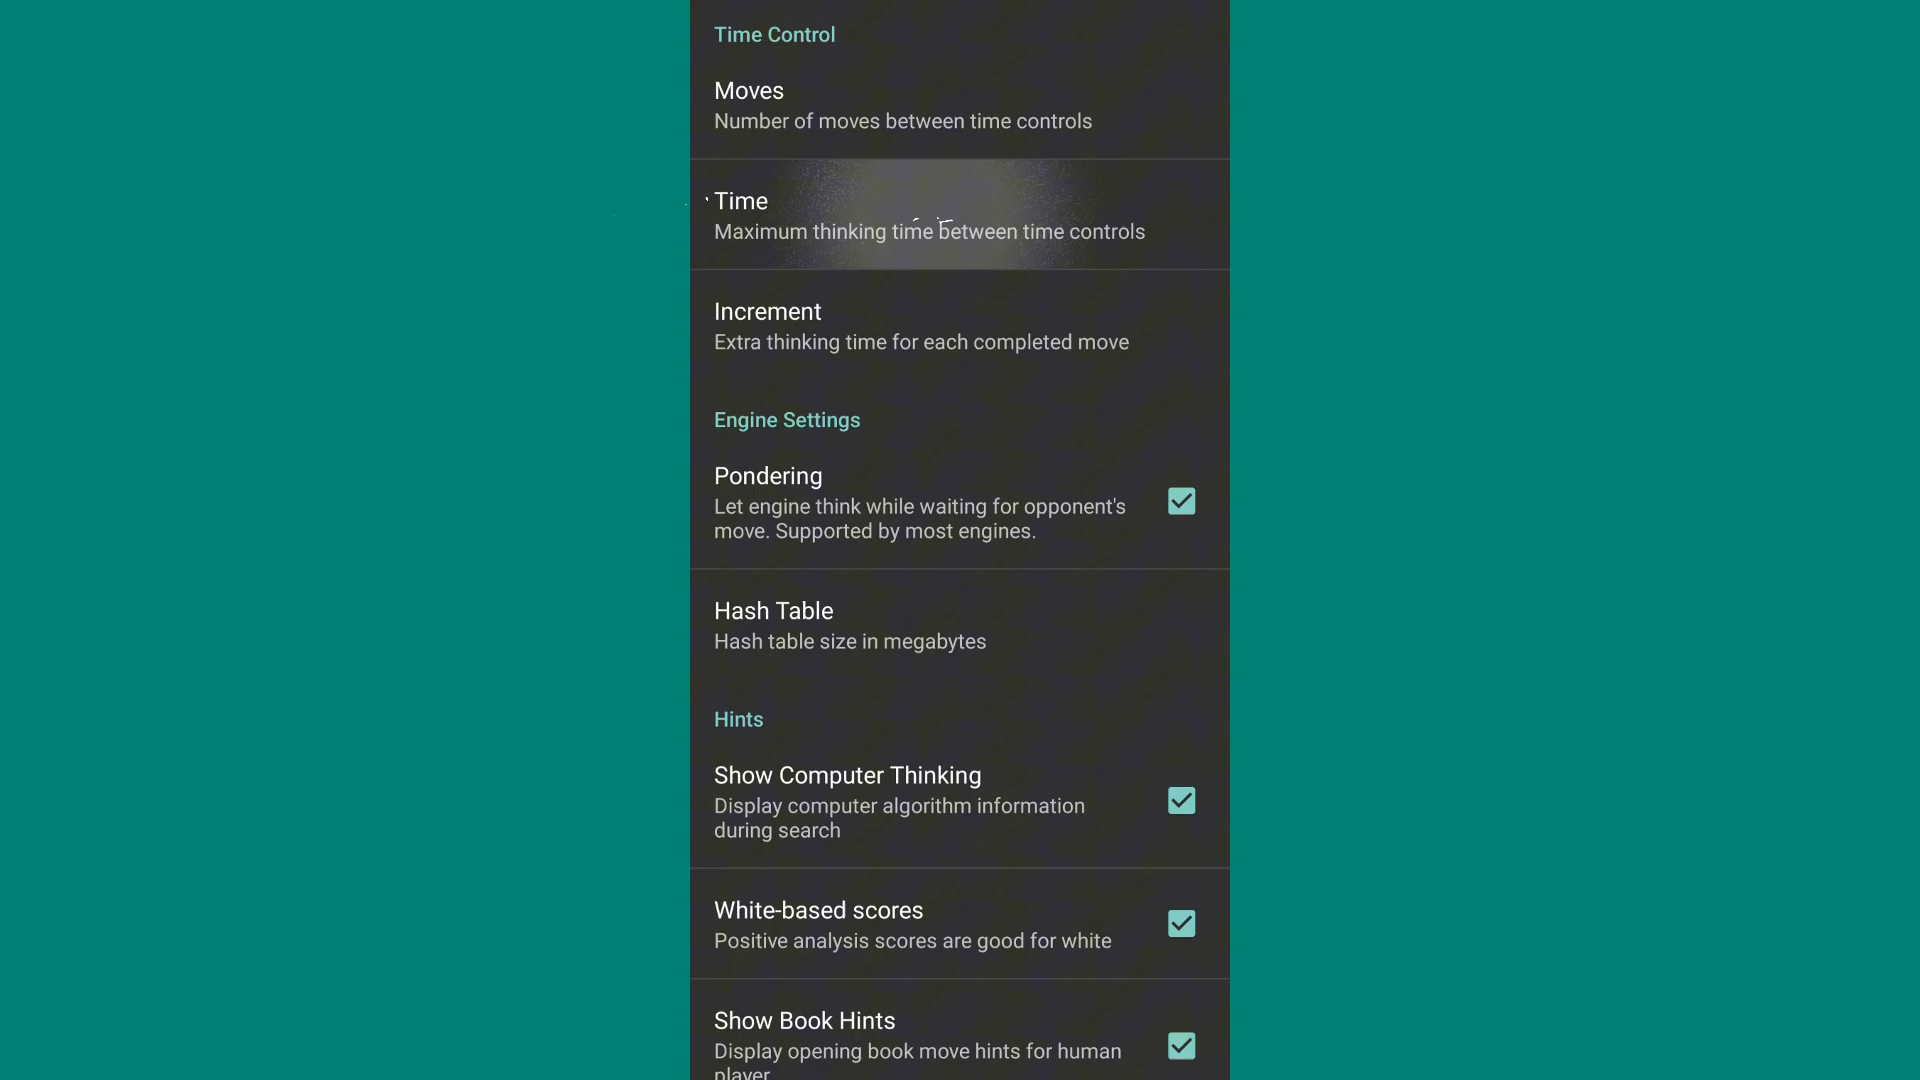 Time Control
Moves
Number of moves between time controls
Time
Maximum thinking time between time controls
Increment
Extra thinking time for each completed move
Engine Settings
Pondering
Let engine think while waiting for opponent's
move. Supported by most engines.
Hash Table
Hash table size in megabytes
Hints
Show Computer Thinking
Display computer algorithm information
during search
White-based scores
Positive analysis scores are good for white
Show Book Hints
Display opening book move hints for human
player